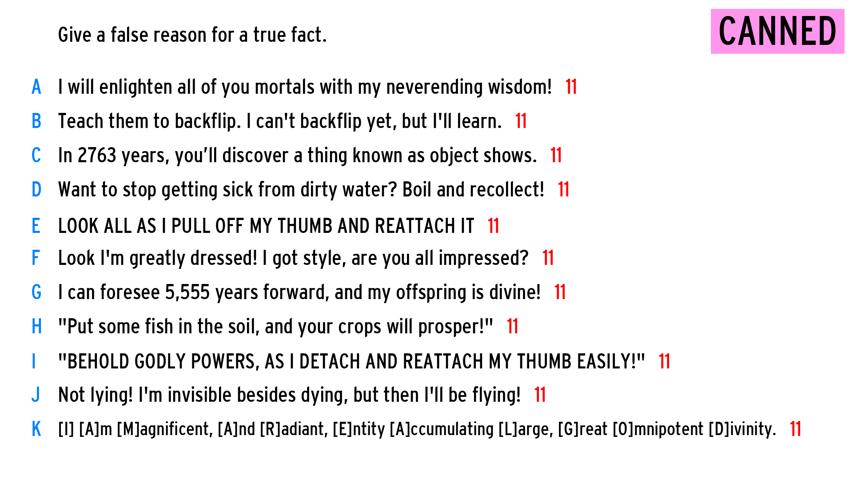 Give a false reason for a true fact.
CANNED
A I will enlighten all of you mortals with my neverending wisdom! 11
B Teach them to backflip. I can't backflip yet, but I'll learn. 11
C In 2763 years, you’ll discover a thing known as object shows. 11
D Want to stop getting sick from dirty water? Boil and recollect! 11
E LOOK ALL AS I PULL OFF MY THUMB AND REATTACH IT 11
F Look I'm greatly dressed! I got style, are you all impressed? 11
G I can foresee 5,555 years forward, and my offspring is divine! 11
H "Put some fish in the soil, and your crops will prosper!" 11
I "BEHOLD GODLY POWERS, AS I DETACH AND REATTACH MY THUMB EASILY!" 11
J Not lying! I'm invisible besides dying, but then I'll be flying! 11
K [I] [A]m [M]agnificent, [A]nd [R]adiant, [E]ntity [A]ccumulating [L]arge, [G]reat [O]mnipotent [D]ivinity. 11